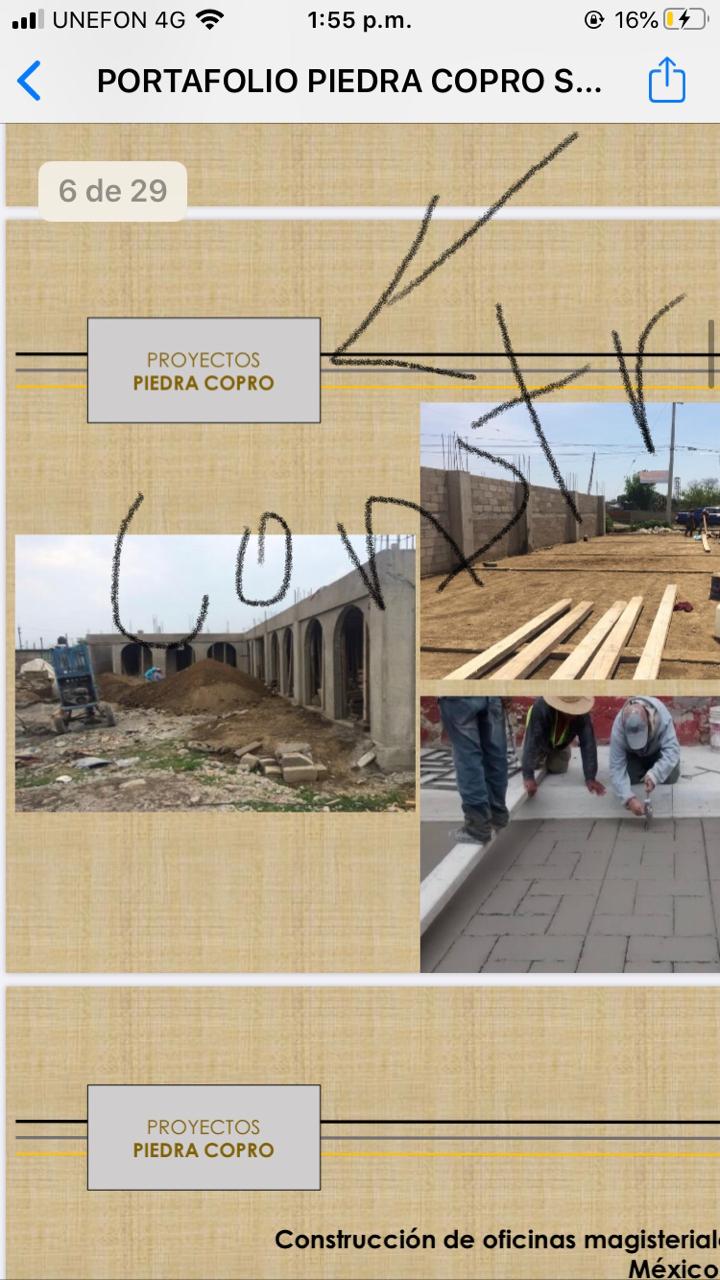 UNEFON 4G 1:55 p.m. 16%
PORTAFOLIO PIEDRA COPRO S...
6 de 29
PROYECTOS
PIEDRA COPRO
Constr
PROYECTOS
PIEDRA COPRO
Construcción de oficinas magisterial
México